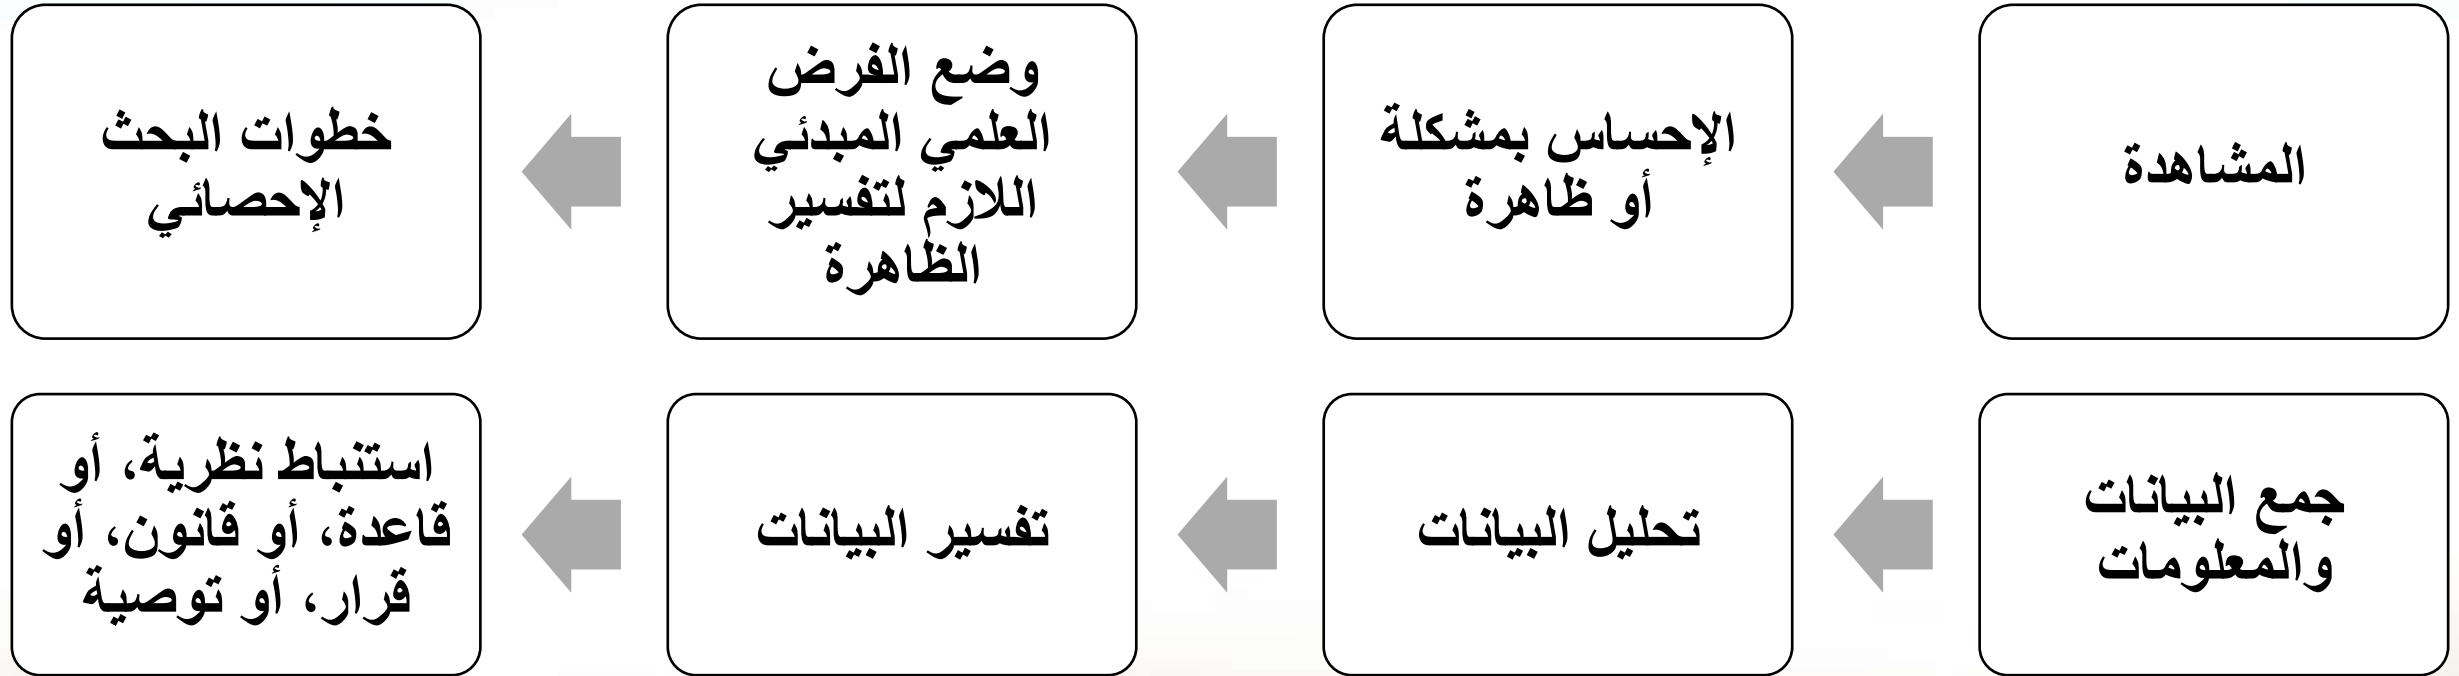 المشاهدة
الإحساس بمشكلة
أو ظاهرة
وضع الفرض
العلمي المبدئي
اللازم لتفسير
الظاهرة
خطوات البحث
الإحصائي
جمع البيانات
والمعلومات
تحليل البيانات
تفسير البيانات
استنباط نظرية، أو
قاعدة، أو قانون، أو
قرار، أو توصية